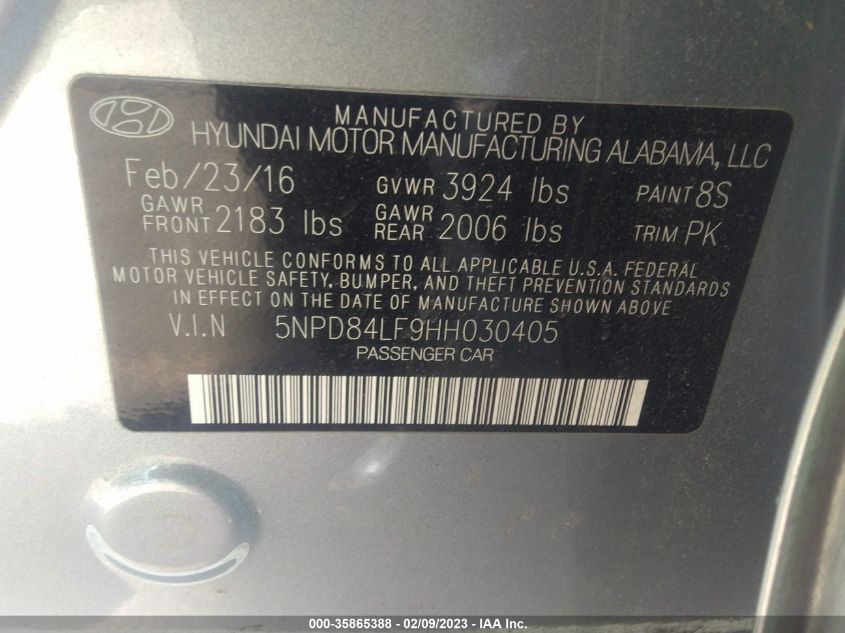 MANUFACTURED BY
HYUNDAI MOTOR MANUFACTURING ALABAMA, LLC
Feb/23/16 GVWR 3924 lbs PAINT 8S
GAWR FRONT 2183 lbs GAWR REAR 2006 lbs TRIM PK
THIS VEHICLE CONFORMS TO ALL APPLICABLE U.S.A. FEDERAL
MOTOR VEHICLE SAFETY, BUMPER, AND THEFT PREVENTION STANDARDS
IN EFFECT ON THE DATE OF MANUFACTURE SHOWN ABOVE
V.I.N 5NPD84LF9HH030405
PASSENGER CAR
000-35865388 - 02/09/2023 - IAA Inc.